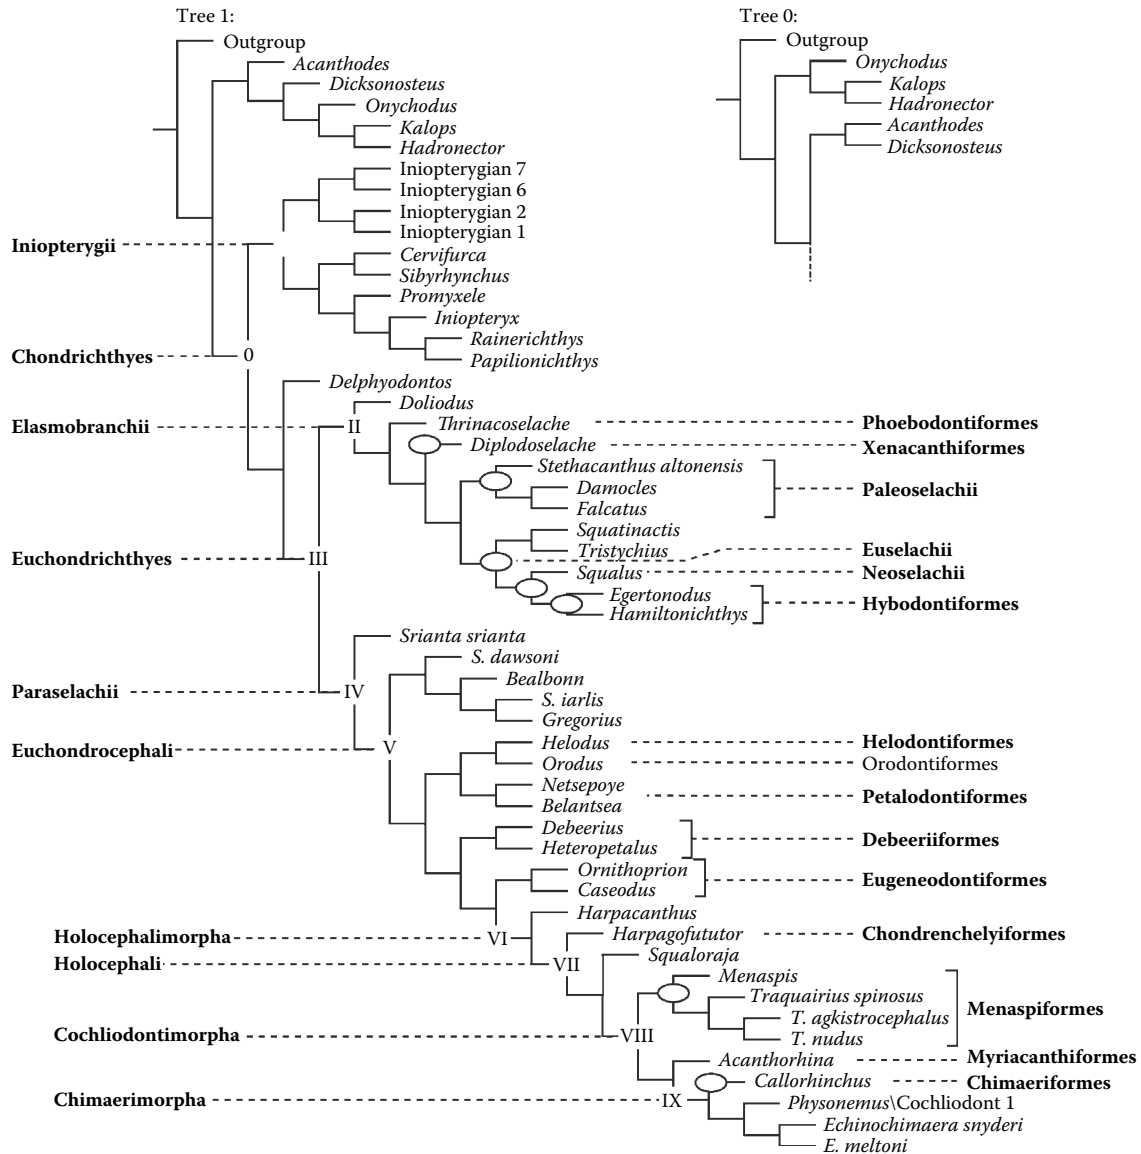 Tree 1:
Tree 0:
Outgroup
Outgroup
Acanthodes
Onychodus
Dicksonosteus
Kalops
Onychodus
Hadronector
Kalops
Acanthodes
Hadronector
Dicksonosteus
Iniopterygian 7
Iniopterygian 6
Iniopterygian 2
Iniopterygian 1
Iniopterygii
Cervifurca
Sibyrhynchus
Promyxele
Iniopteryx
Rainerichthys
Chondrichthyes 0
Papilionichthys
Delphyodontos
Doliodus
Elasmobranchii II
Thrinacoselache Phoebodontiformes
Diplodoselache Xenacanthiformes
Stethacanthus altonensis
Damocles Paleoselachii
Falcatus
Squatinactis
Tristychius Euselachii
Euchondrichthyes III
Squalus Neoselachii
Egertonodus
Hamiltonichthys Hybodontiformes
Srianta srianta
S. dawsoni
Bealbonn
Paraselachii IV
S. iarlis
Gregorius
Euchondrocephali V
Helodus Helodontiformes
Orodus Orodontiformes
Netsepoye
Belantsea Petalodontiformes
Debeerius
Heteropetalus Debeeriiformes
Ornithoprion
Caseodus Eugeneodontiformes
Harpacanthus
Holocephalimorpha VI
Harpagofututor Chondrenchelyiformes
Holocephali VII
Squaloraja
Menaspis
Traquairius spinosus
T. agkistrocephalus Menaspiformes
T. nudus
Cochliodontimorpha VIII
Acanthorhina Myriacanthiformes
Callorhinchus Chimaeriformes
Chimaerimorpha IX
Physonemus\Cochliodont 1
Echinochimaera snyderi
E. meltoni